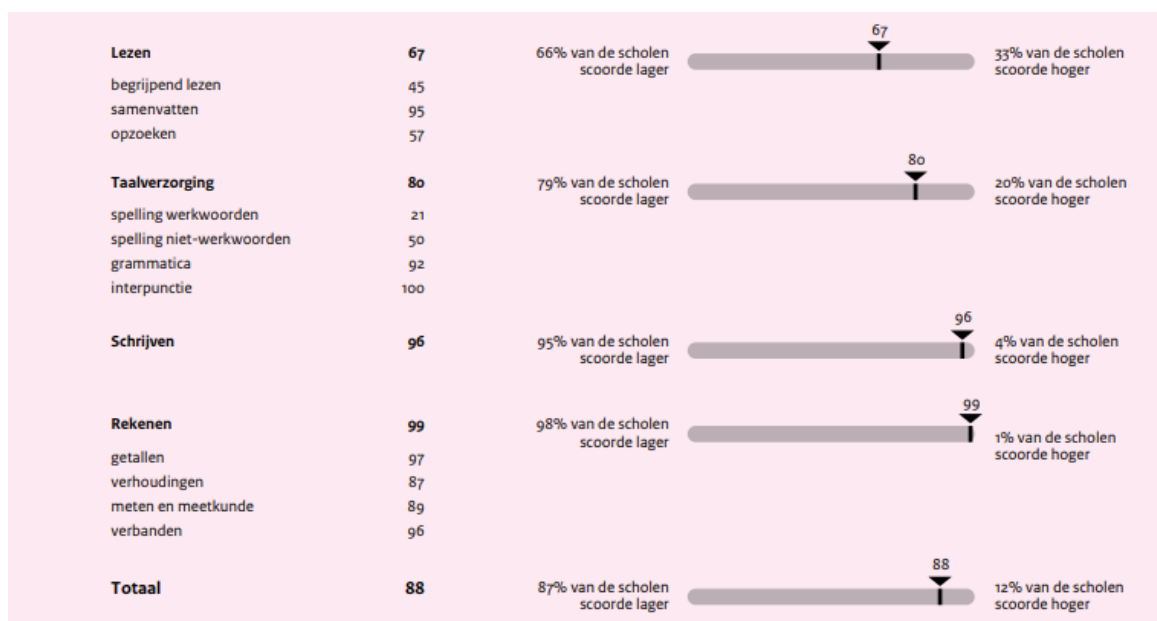 67
Lezen 67 66% van de scholen 33% van de scholen
scoorde lager scoorde hoger
begrijpend lezen 45
samenvatten 95
opzoeken 57
80
Taalverzorging 80 79% van de scholen 20% van de scholen
scoorde lager scoorde hoger
spelling werkwoorden 21
spelling niet-werkwoorden 50
grammatica 92
interpunctie 100
96
Schrijven 96 95% van de scholen 4% van de scholen
scoorde lager scoorde hoger
99
Rekenen 99 98% van de scholen 1% van de scholen
scoorde lager scoorde hoger
getallen 97
verhoudingen 87
meten en meetkunde 89
verbanden 96
88
Totaal 88 87% van de scholen 12% van de scholen
scoorde lager scoorde hoger